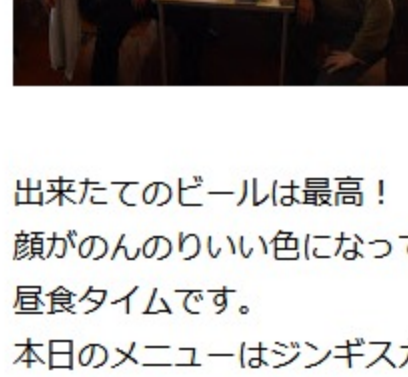 出来たてのビールは最高！
顔がのんのりいい色になって
昼食タイムです。
本日のメニューはジンギスカ